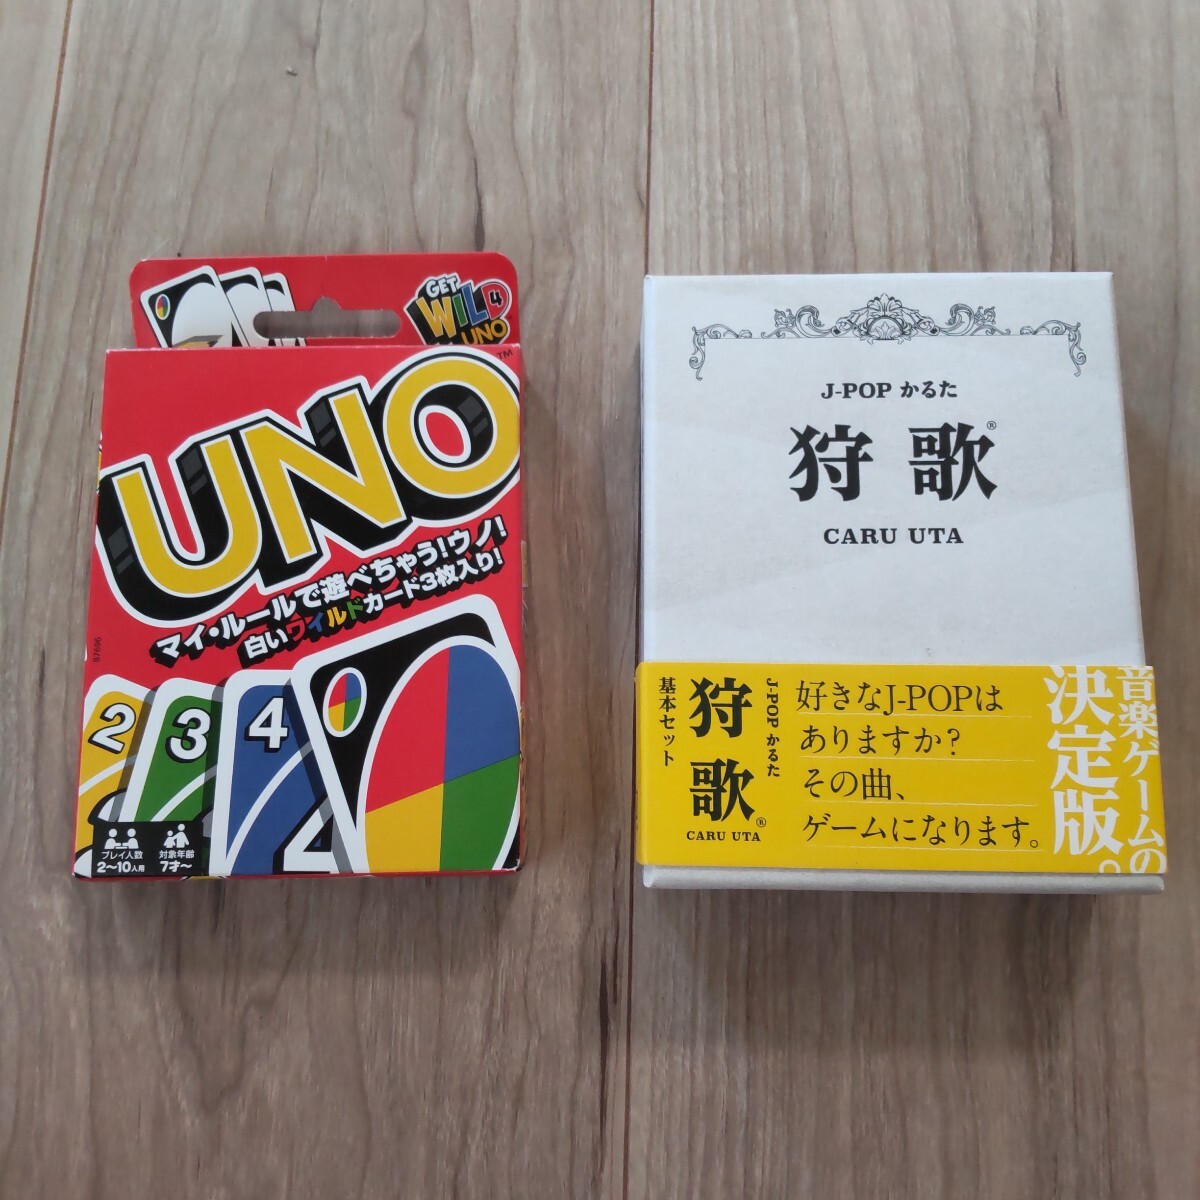 GET
WILD
4
UNO
UNO™
マイ・ルールで遊べちゃう!ウノ!
白いワイルドカード3枚入り!
87696
2
3
4
プレイ人数
2〜10人用
対象年齢
7才〜
J-POP かるた
狩歌®
CARU UTA
J-POP かるた
基本セット
狩歌®
CARU UTA
好きなJ-POPは
ありますか?
その曲、
ゲームになります。
音楽ゲームの
決定版。